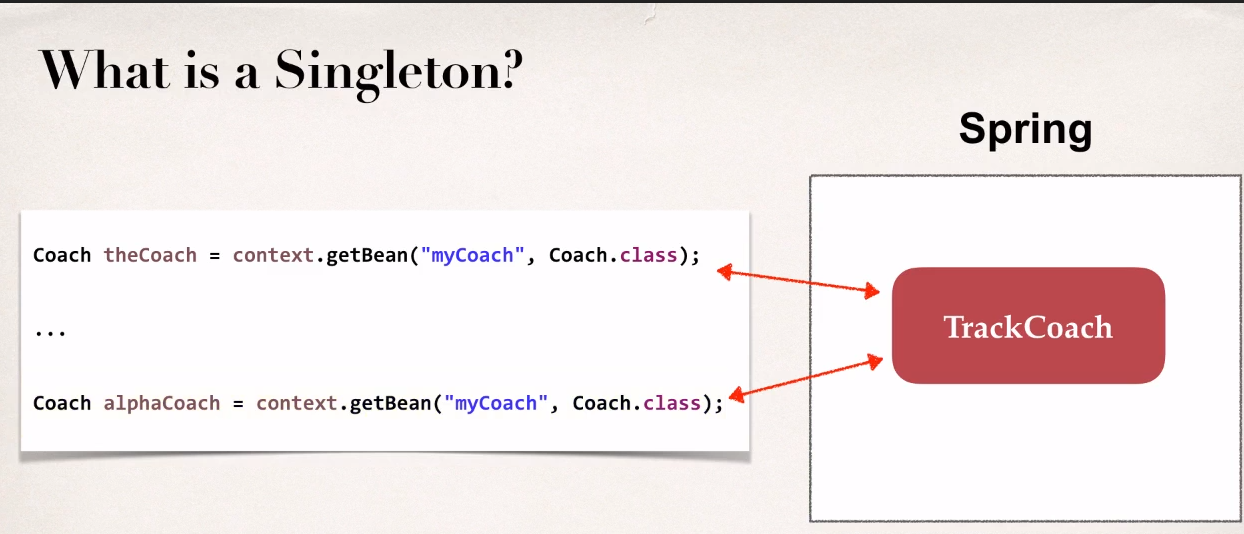 What is a Singleton?
Spring
Coach theCoach = context.getBean("myCoach", Coach.class);
...
Coach alphaCoach = context.getBean("myCoach", Coach.class);
TrackCoach